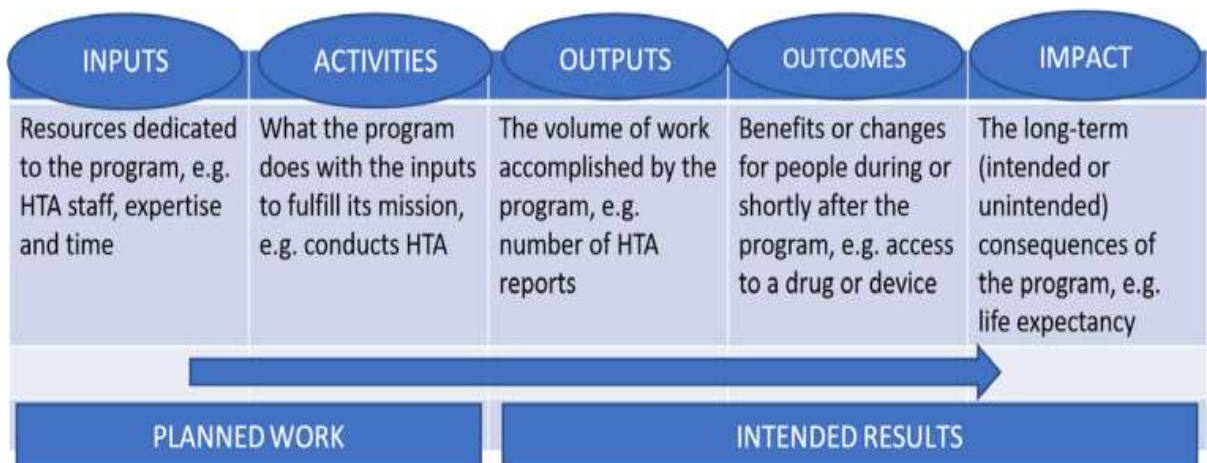 INPUTS
ACTIVITIES
OUTPUTS
OUTCOMES
IMPACT
Resources dedicated
to the program, e.g.
HTA staff, expertise
and time
What the program
does with the inputs
to fulfill its mission,
e.g. conducts HTA
The volume of work
accomplished by the
program, e.g.
number of HTA
reports
Benefits or changes
for people during or
shortly after the
program, e.g. access
to a drug or device
The long-term
(intended or
unintended)
consequences of
the program, e.g.
life expectancy
PLANNED WORK
INTENDED RESULTS